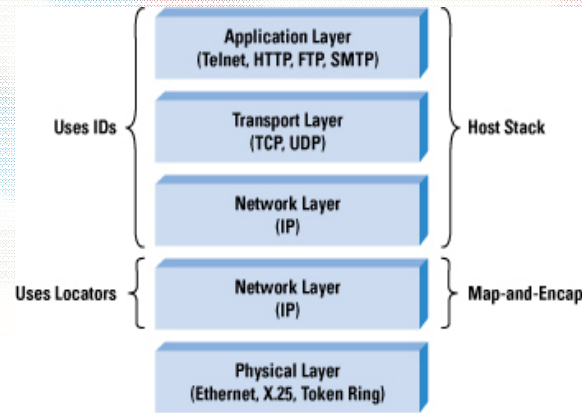 Application Layer
(Telnet, HTTP, FTP, SMTP)
Uses IDs
Transport Layer
(TCP, UDP)
Host Stack
Network Layer
(IP)
Uses Locators
Network Layer
(IP)
Map-and-Encap
Physical Layer
(Ethernet, X.25, Token Ring)